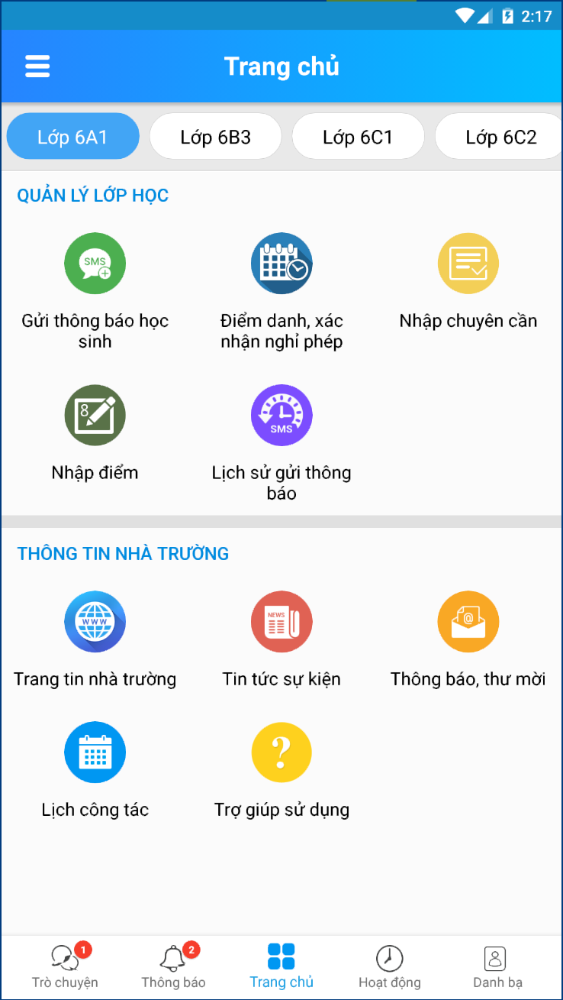 2:17
Trang chủ
Lớp 6A1
Lớp 6B3
Lớp 6C1
Lớp 6C2
QUẢN LÝ LỚP HỌC
SMS
Gửi thông báo học
sinh
Điểm danh, xác
nhận nghỉ phép
Nhập chuyên cần
8
Nhập điểm
SMS
Lịch sử gửi thông
báo
THÔNG TIN NHÀ TRƯỜNG
WWW
Trang tin nhà trường
NEWS
Tin tức sự kiện
@
Thông báo, thư mời
Lịch công tác
?
Trợ giúp sử dụng
1
Trò chuyện
2
Thông báo
Trang chủ
Hoạt động
Danh bạ